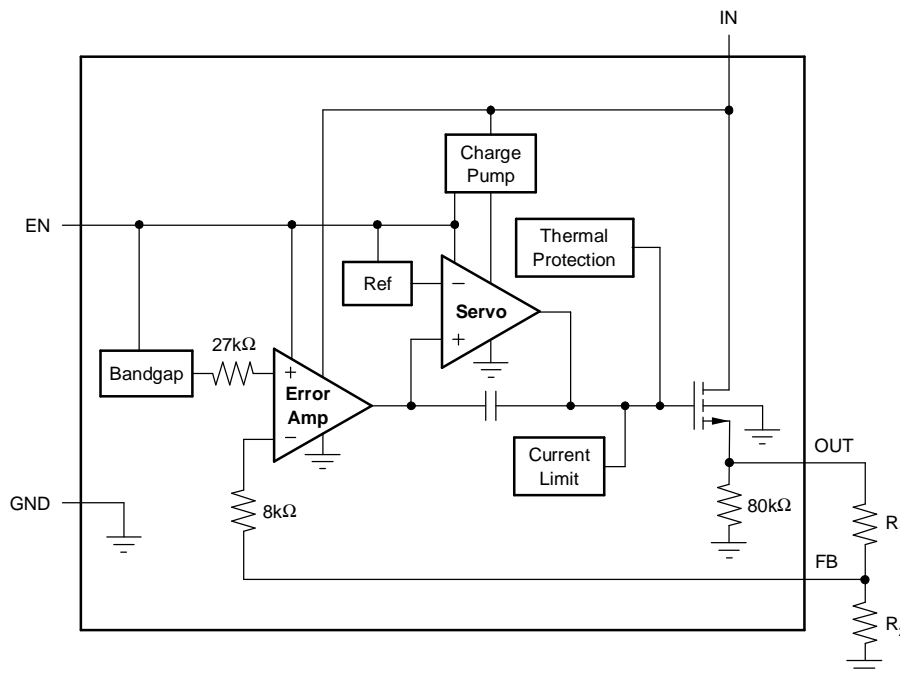 IN
Charge
Pump
EN
Thermal
Protection
Ref
−
Servo
+
27kΩ
Bandgap
+
Error
Amp
−
Current
Limit
OUT
GND
8kΩ
80kΩ
R
FB
R